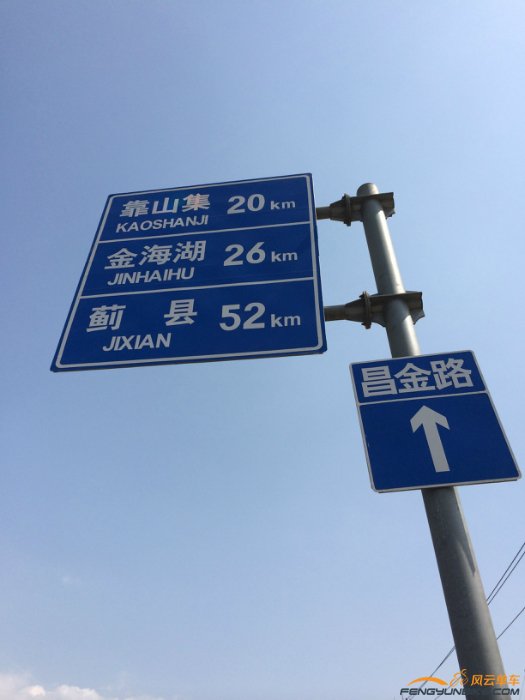 靠山集 20 km
KAOSHANJI
金海湖 26 km
JINHAIHU
蓟县 52 km
JIXIAN
昌金路
风云单车